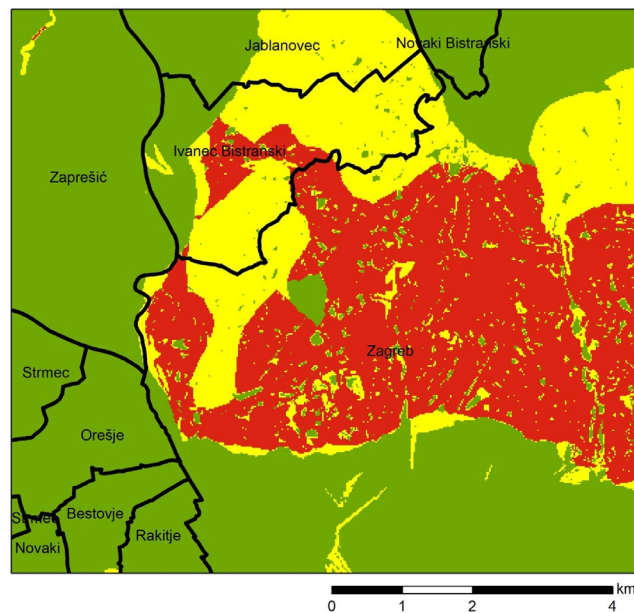 Jablanovec
Novaki Bistranski
Ivanec Bistranski
Zaprešić
Zagreb
Strmec
Orešje
Bestovje
Strmec
Novaki
Rakitje
km
0 1 2 4